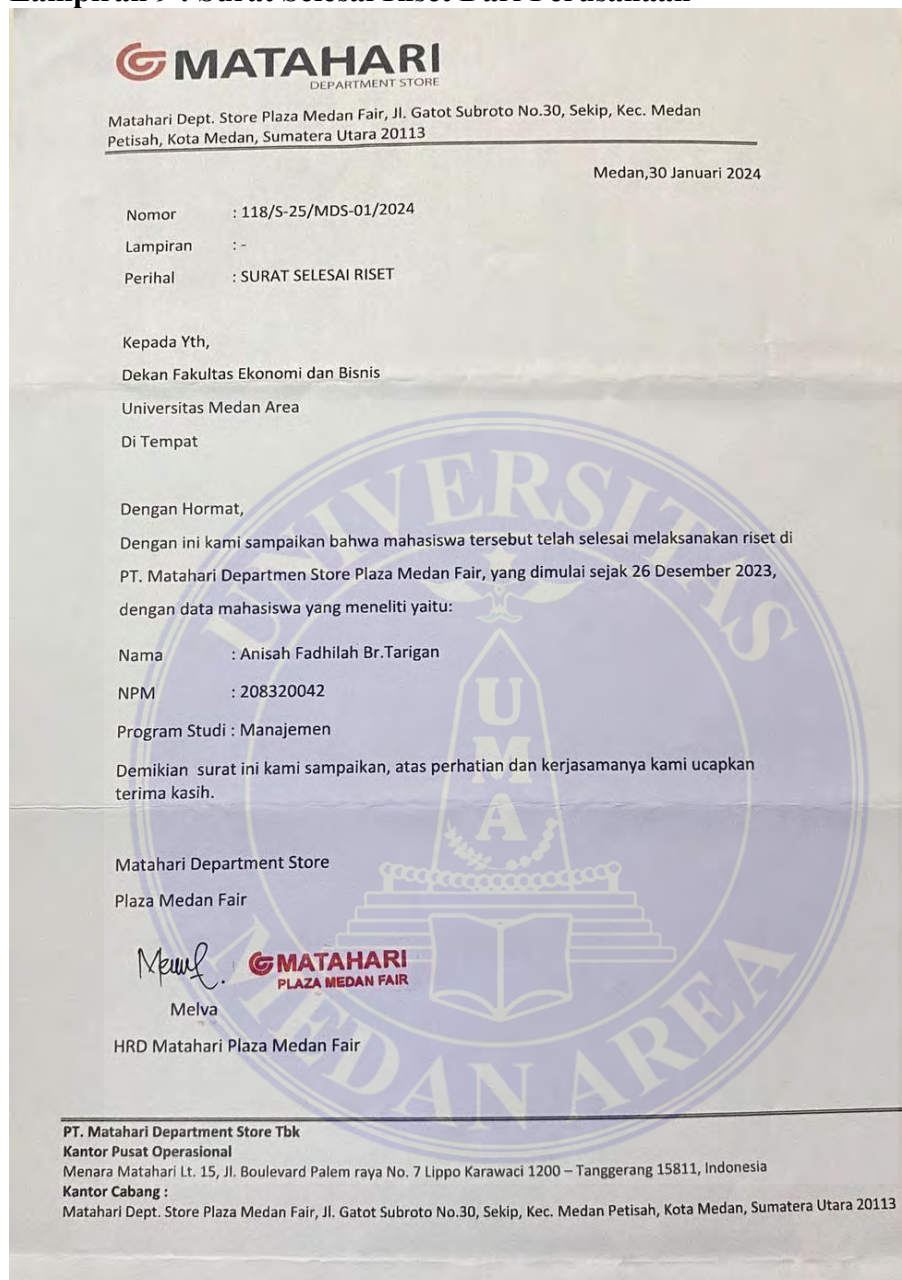 Lampiran 9 : Surat Selesai Riset Dari Perusahaan
MATAHARI
DEPARTMENT STORE
Matahari Dept. Store Plaza Medan Fair, Jl. Gatot Subroto No.30, Sekip, Kec. Medan
Petisah, Kota Medan, Sumatera Utara 20113
Medan,30 Januari 2024
Nomor : 118/S-25/MDS-01/2024
Lampiran : -
Perihal : SURAT SELESAI RISET
Kepada Yth,
Dekan Fakultas Ekonomi dan Bisnis
Universitas Medan Area
Di Tempat
Dengan Hormat,
Dengan ini kami sampaikan bahwa mahasiswa tersebut telah selesai melaksanakan riset di
PT. Matahari Departmen Store Plaza Medan Fair, yang dimulai sejak 26 Desember 2023,
dengan data mahasiswa yang meneliti yaitu:
Nama : Anisah Fadhilah Br.Tarigan
NPM : 208320042
Program Studi : Manajemen
Demikian surat ini kami sampaikan, atas perhatian dan kerjasamanya kami ucapkan
terima kasih.
Matahari Department Store
Plaza Medan Fair
MATAHARI
PLAZA MEDAN FAIR
Melva
HRD Matahari Plaza Medan Fair
PT. Matahari Department Store Tbk
Kantor Pusat Operasional
Menara Matahari Lt. 15, Jl. Boulevard Palem raya No. 7 Lippo Karawaci 1200 – Tanggerang 15811, Indonesia
Kantor Cabang :
Matahari Dept. Store Plaza Medan Fair, Jl. Gatot Subroto No.30, Sekip, Kec. Medan Petisah, Kota Medan, Sumatera Utara 20113
UNIVERSITAS
MEDAN AREA
U
M
A